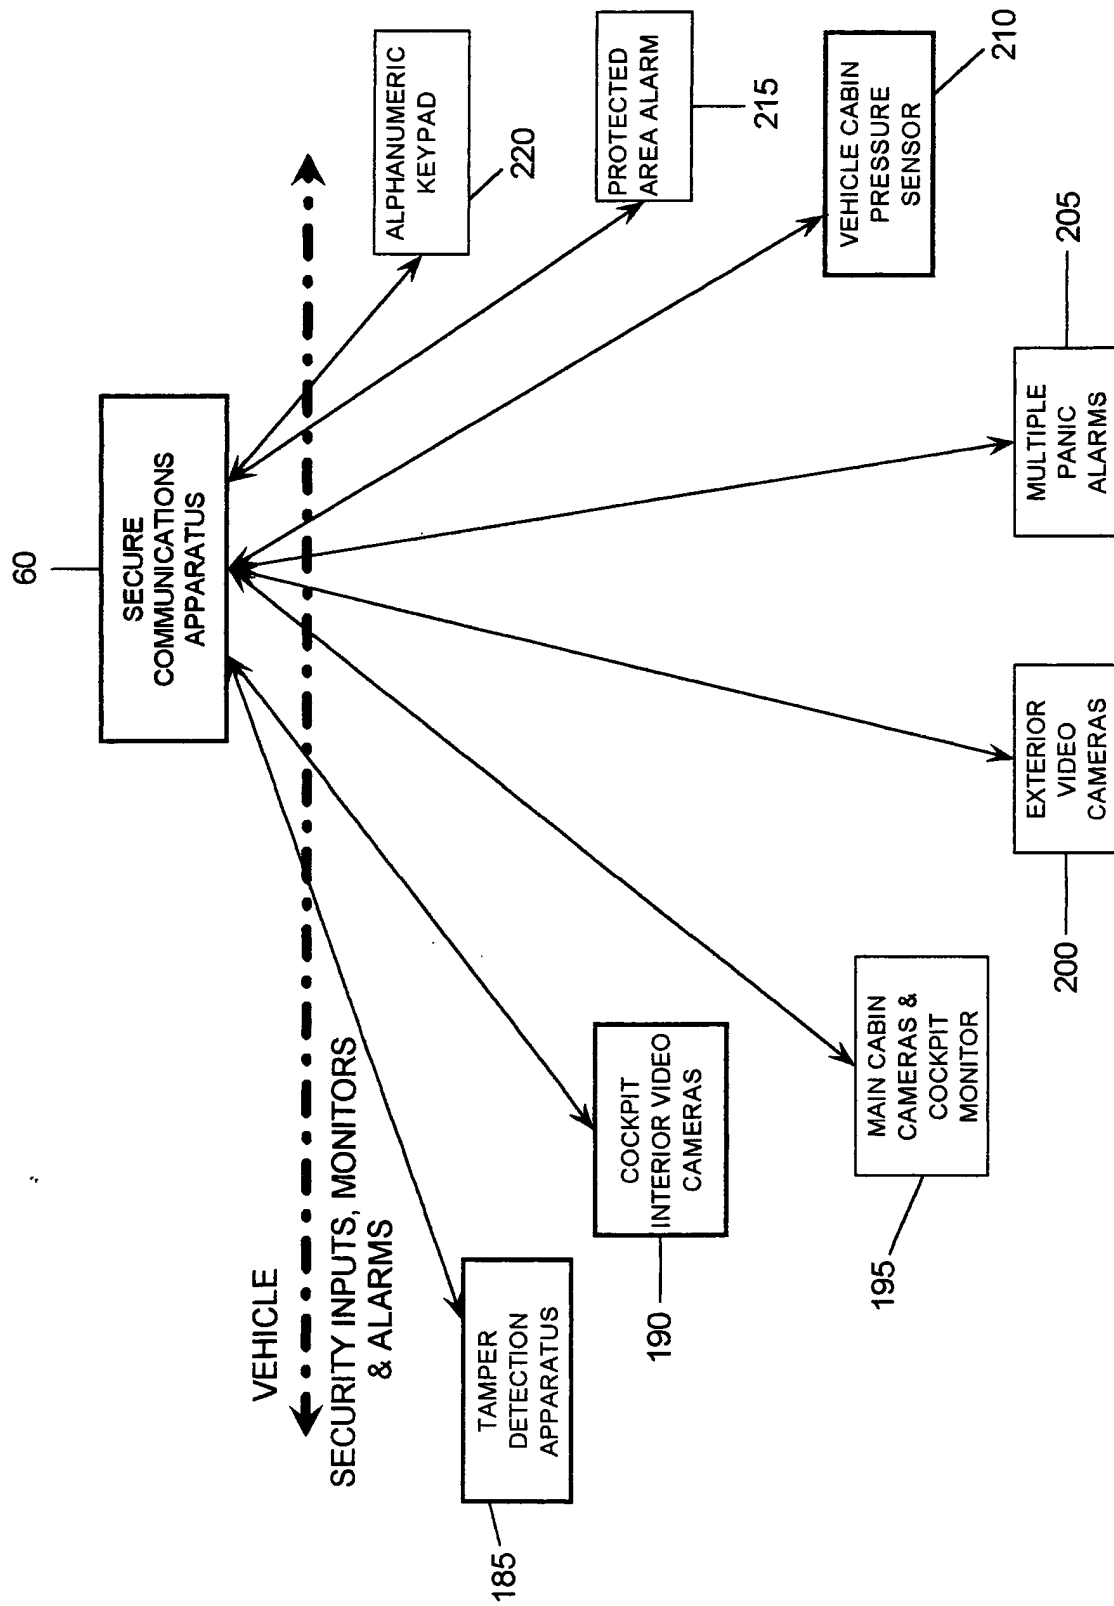 60
SECURE
COMMUNICATIONS
APPARATUS
VEHICLE
SECURITY INPUTS, MONITORS
& ALARMS
TAMPER
DETECTION
APPARATUS
185
COCKPIT
INTERIOR VIDEO
CAMERAS
190
MAIN CABIN
CAMERAS &
COCKPIT
MONITOR
195
EXTERIOR
VIDEO
CAMERAS
200
MULTIPLE
PANIC
ALARMS
205
VEHICLE CABIN
PRESSURE
SENSOR
210
PROTECTED
AREA ALARM
215
ALPHANUMERIC
KEYPAD
220